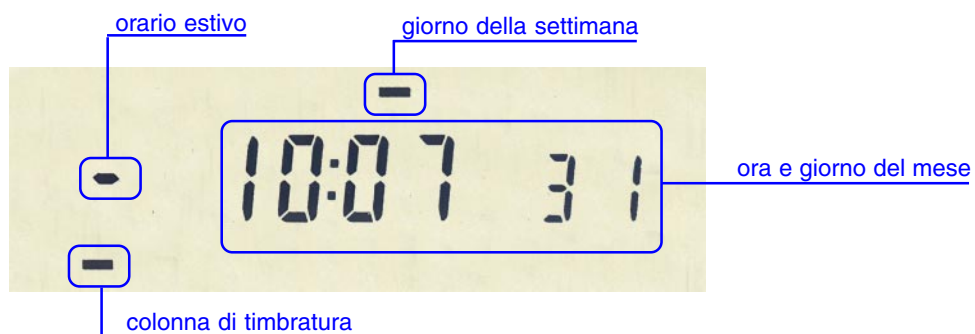 orario estivo
giorno della settimana
10:07 31
ora e giorno del mese
colonna di timbratura